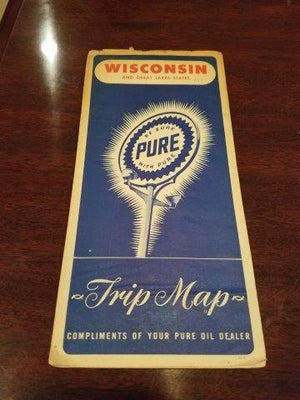 WISCONSIN
AND GREAT LAKES STATES
BE SURE
PURE
WITH PURE
~Trip Map~
COMPLIMENTS OF YOUR PURE OIL DEALER